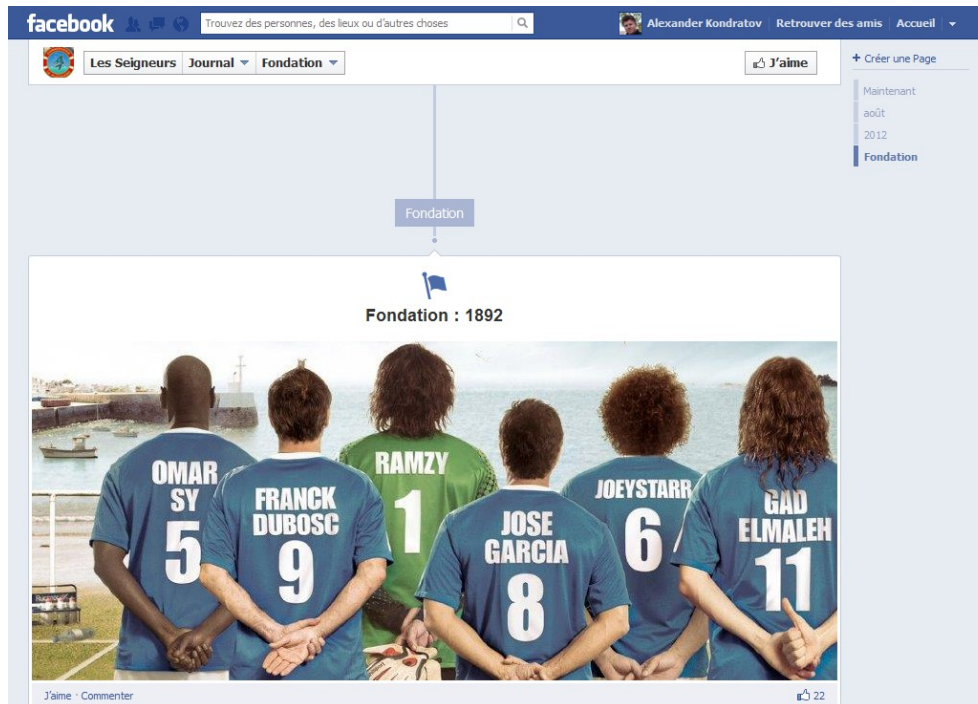 facebook
Trouvez des personnes, des lieux ou d'autres choses
Alexander Kondratov
Retrouver des amis
Accueil
Les Seigneurs
Journal
Fondation
J'aime
+ Créer une Page
Maintenant
août
2012
Fondation
Fondation
Fondation : 1892
OMAR
SY
5
FRANCK
DUBOSC
9
RAMZY
1
JOSE
GARCIA
8
JOEYSTARR
6
GAD
ELMALEH
11
J'aime · Commenter
22